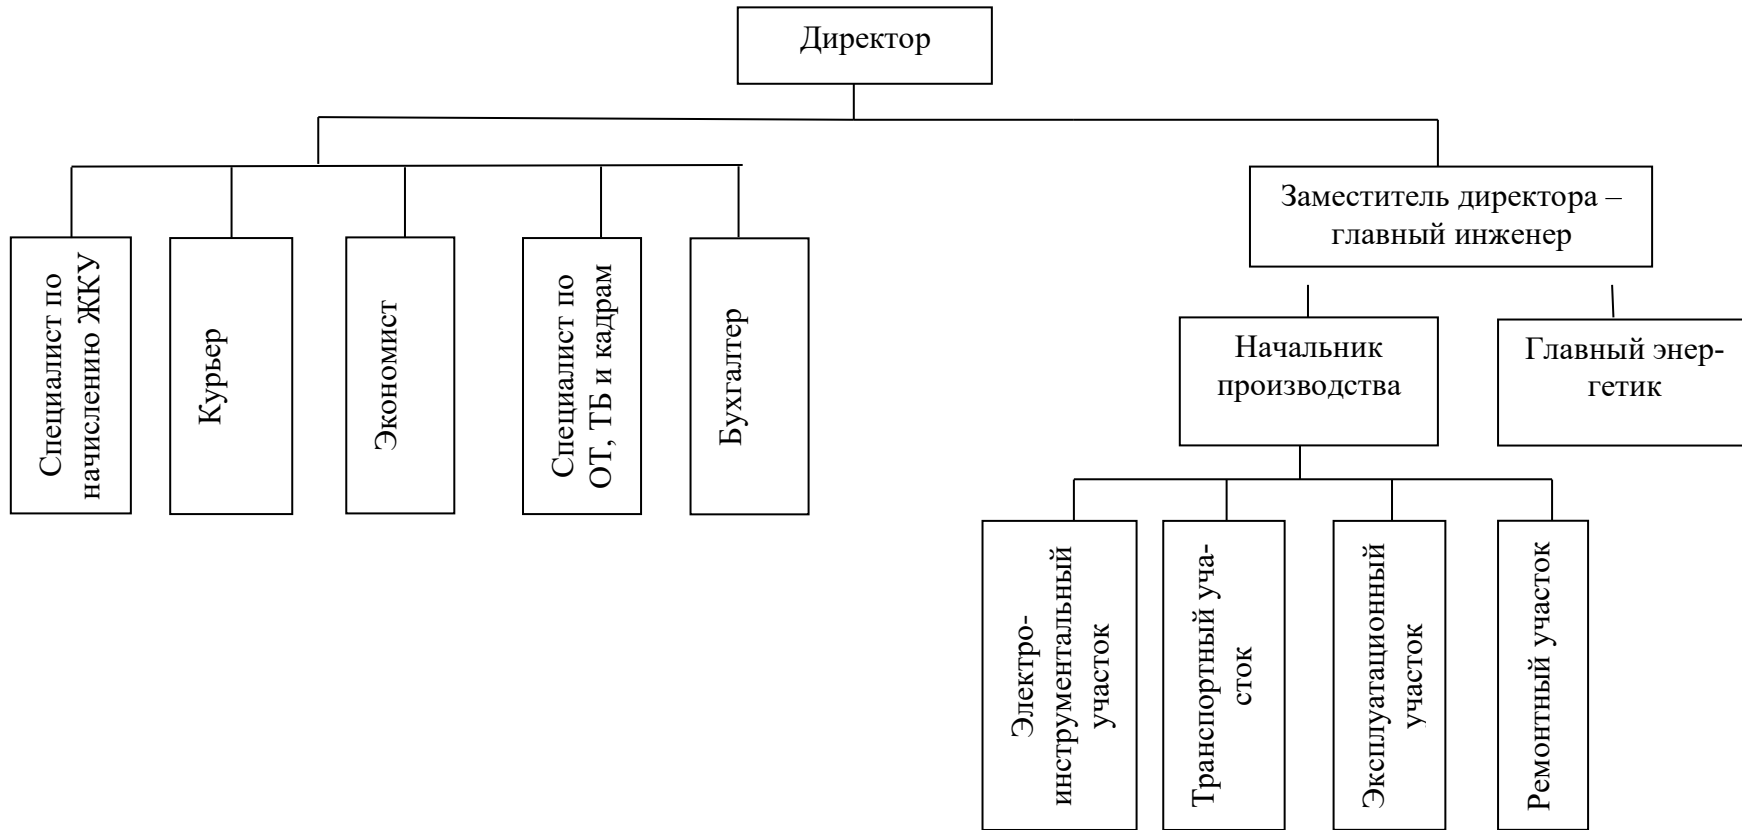 Директор
Заместитель директора –
главный инженер
Специалист по
начислению ЖКУ
Курьер
Экономист
Специалист по
ОТ, ТБ и кадрам
Бухгалтер
Начальник
производства
Главный энер-
гетик
Электро-
инструментальный
участок
Транспортный уча-
сток
Эксплуатационный
участок
Ремонтный участок